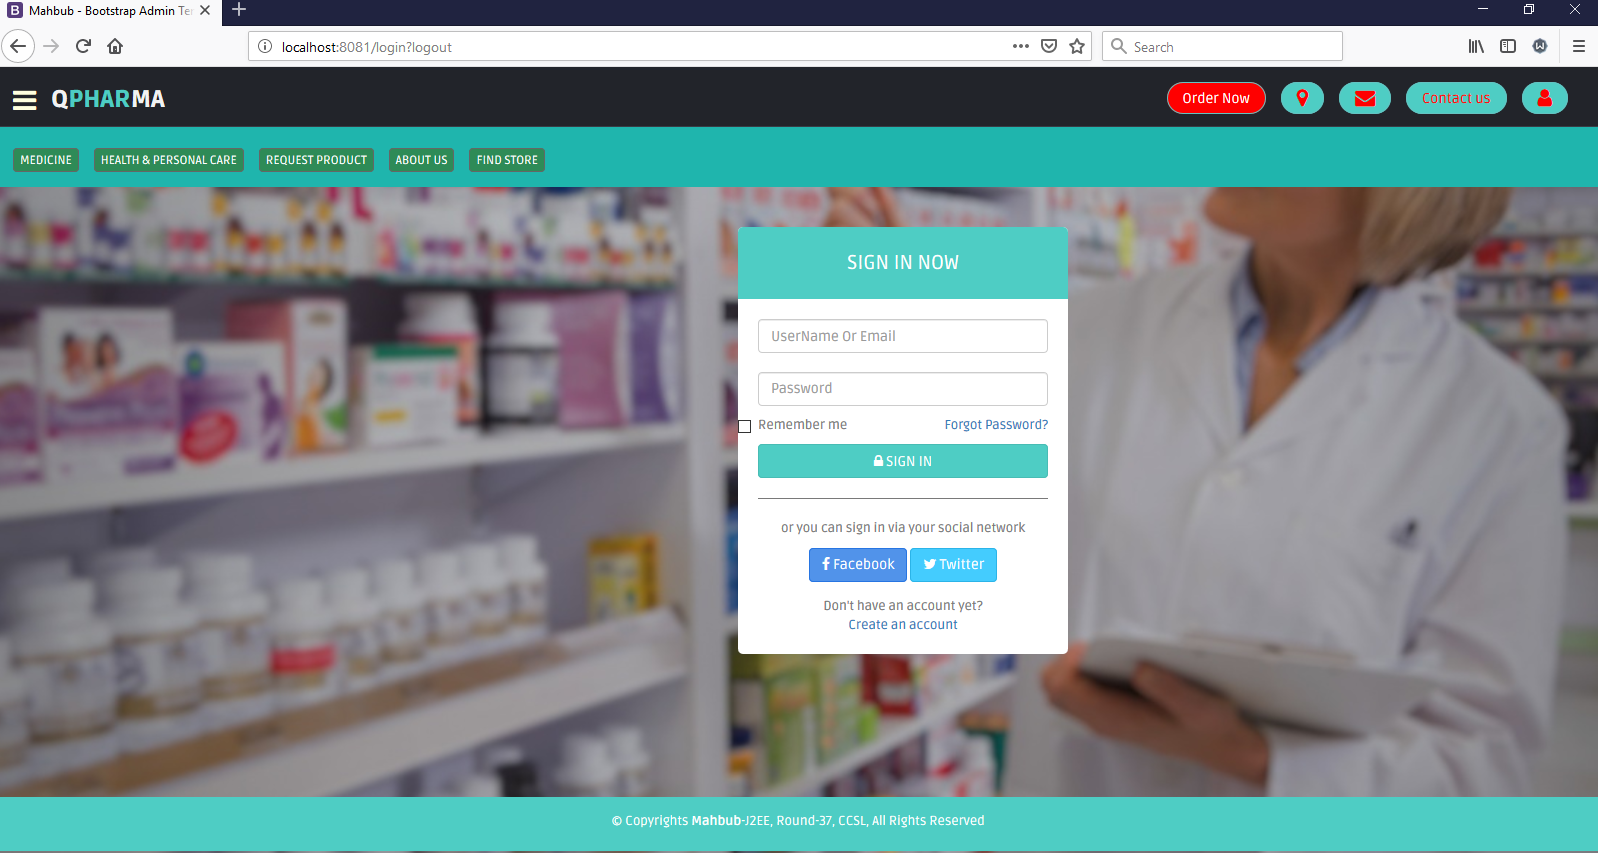 Mahbub - Bootstrap Admin Ter
localhost:8081/login?logout
Search
QPHARMA
Order Now
Contact us
MEDICINE
HEALTH & PERSONAL CARE
REQUEST PRODUCT
ABOUT US
FIND STORE
SIGN IN NOW
UserName Or Email
Password
Remember me
Forgot Password?
SIGN IN
or you can sign in via your social network
Facebook
Twitter
Don't have an account yet?
Create an account
© Copyrights Mahbub-J2EE, Round-37, CCSL, All Rights Reserved